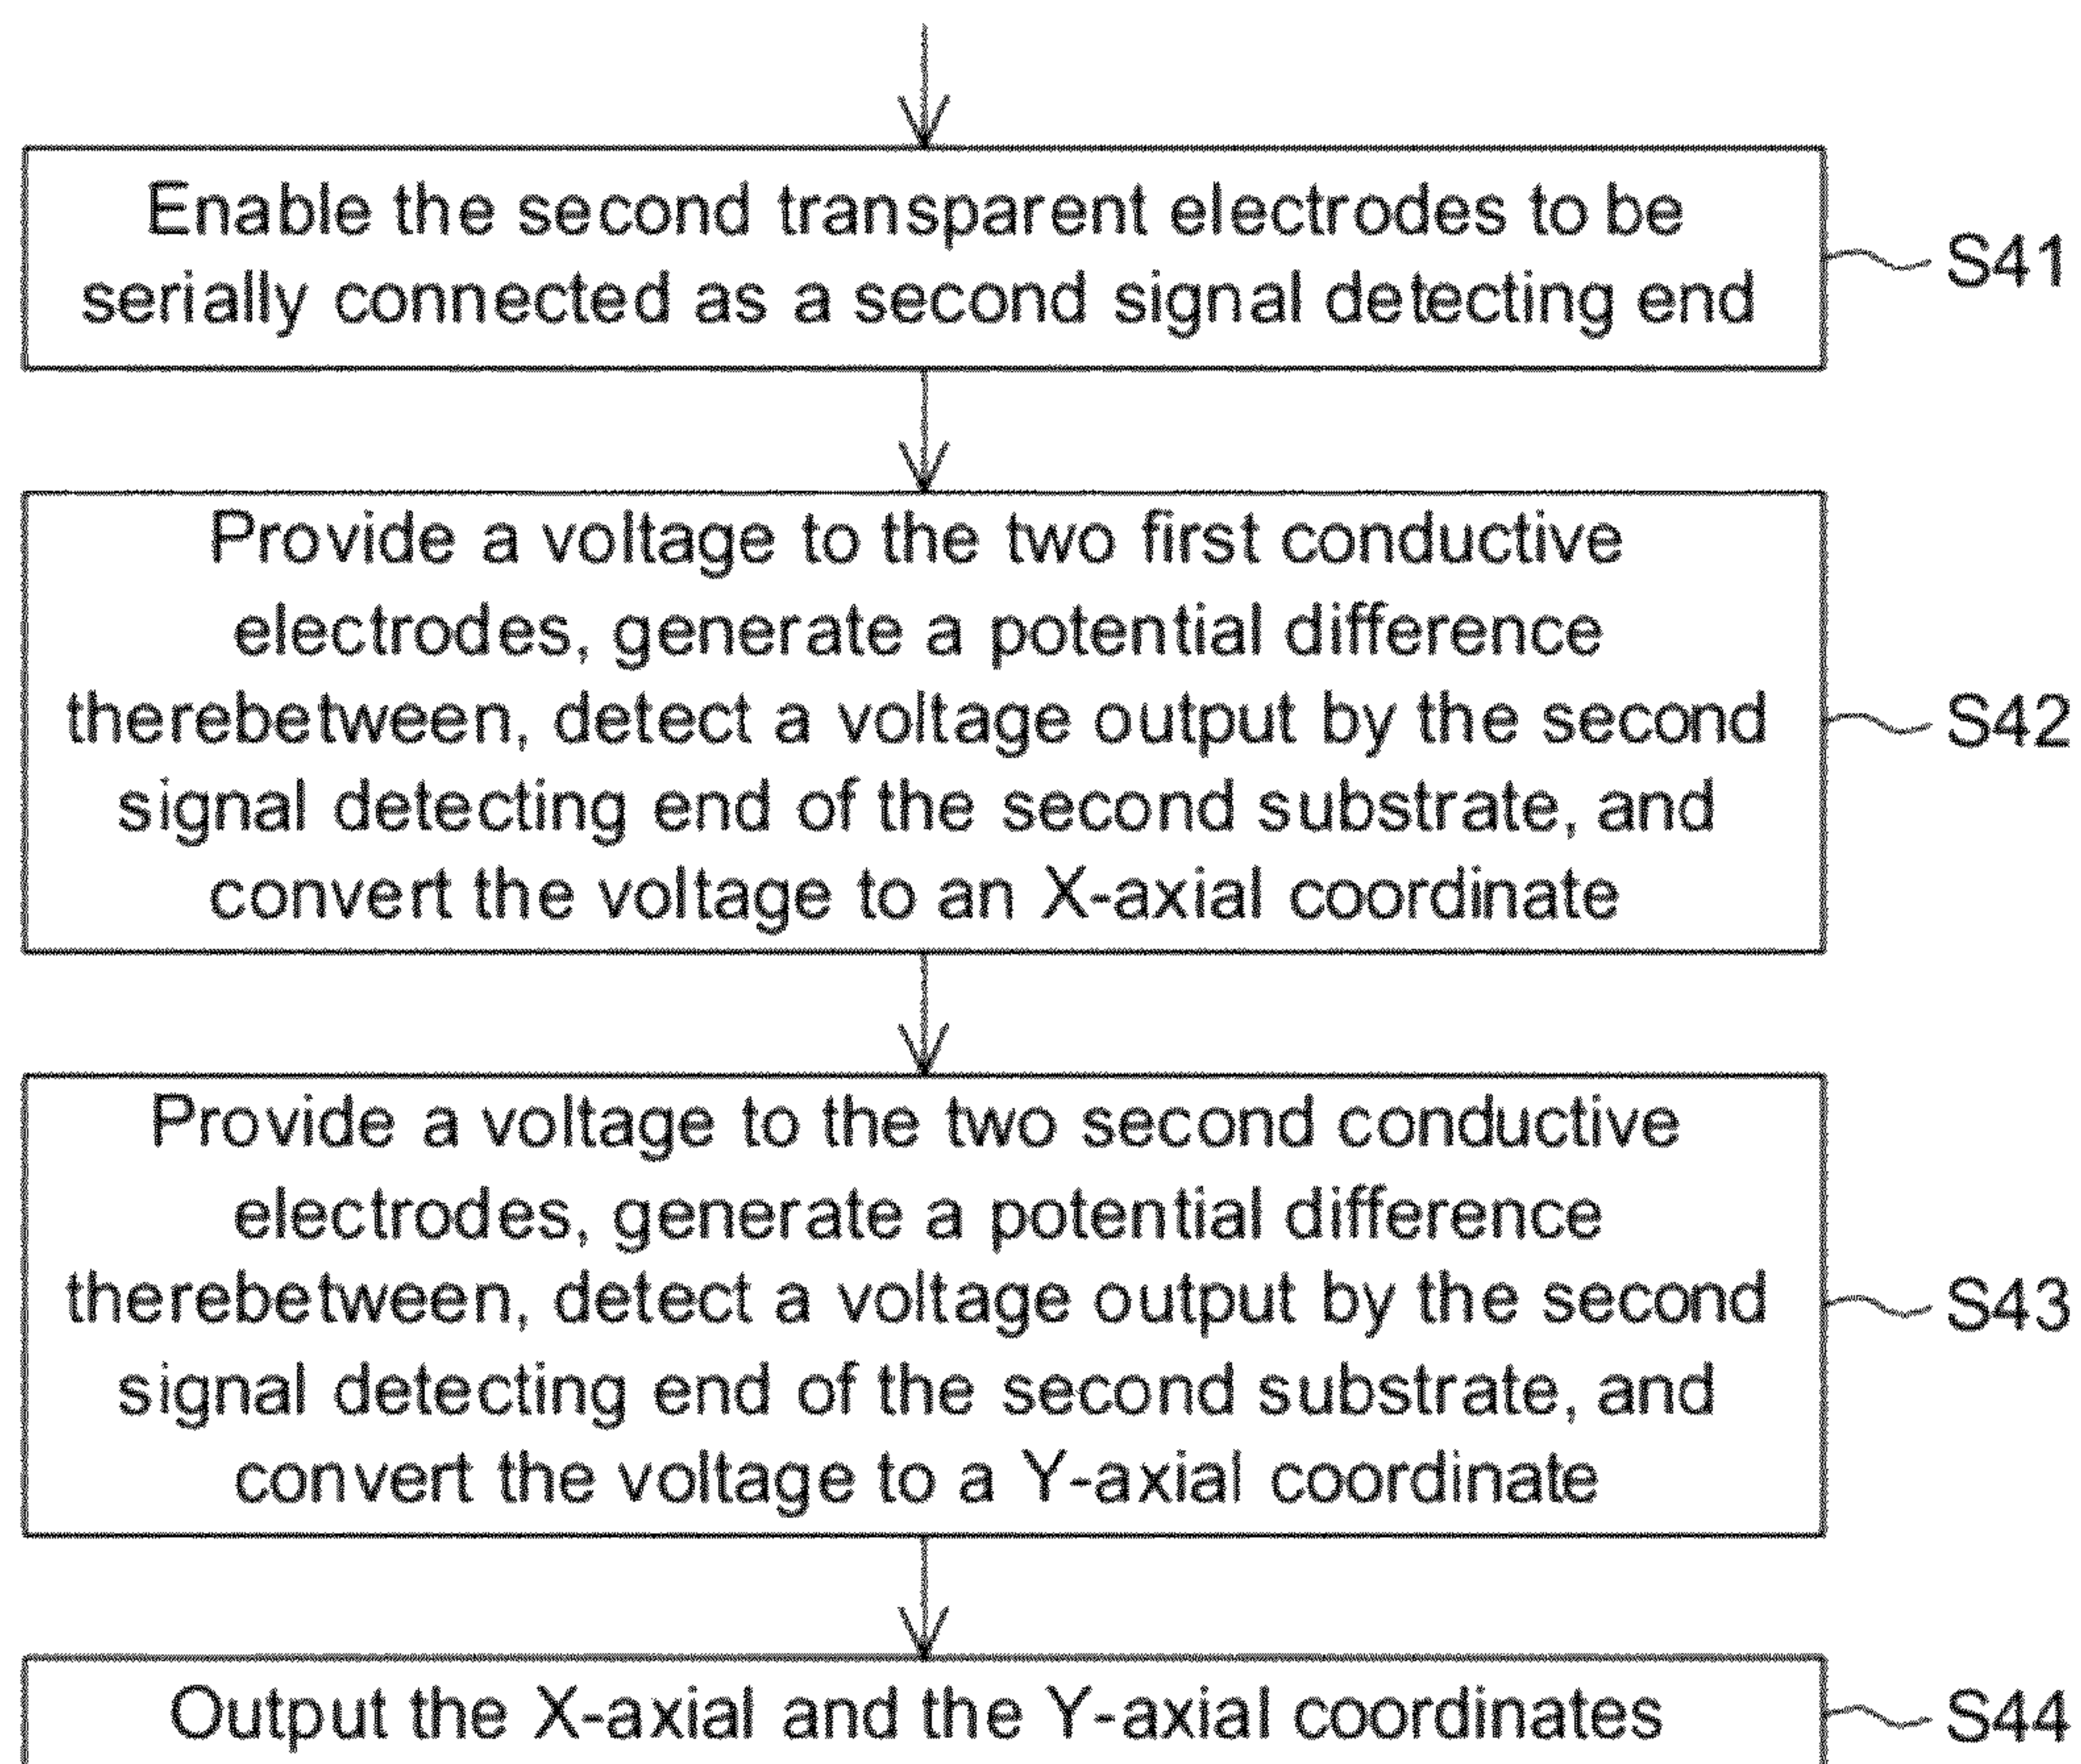 Enable the second transparent electrodes to be
serially connected as a second signal detecting end
S41
Provide a voltage to the two first conductive
electrodes, generate a potential difference
therebetween, detect a voltage output by the second
signal detecting end of the second substrate, and
convert the voltage to an X-axial coordinate
S42
Provide a voltage to the two second conductive
electrodes, generate a potential difference
therebetween, detect a voltage output by the second
signal detecting end of the second substrate, and
convert the voltage to a Y-axial coordinate
S43
Output the X-axial and the Y-axial coordinates
S44